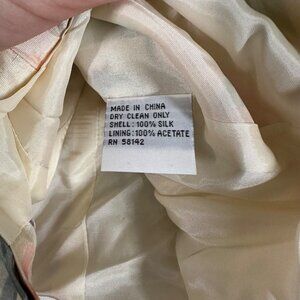 MADE IN CHINA
DRY CLEAN ONLY
SHELL: 100% SILK
LINING: 100% ACETATE
RN 58142